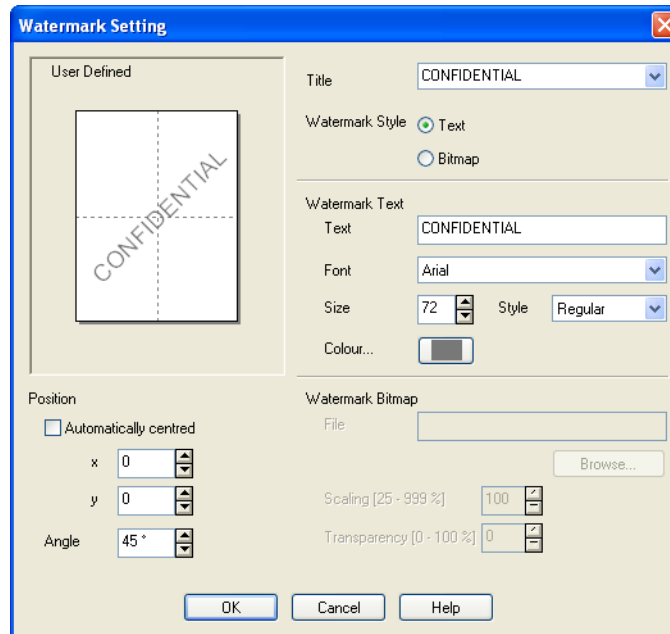 Watermark Setting
User Defined
CONFIDENTIAL
Title CONFIDENTIAL
Watermark Style Text
Bitmap
Watermark Text
Text CONFIDENTIAL
Font Arial
Size 72 Style Regular
Colour...
Position
Automatically centred
x 0
y 0
Angle 45 °
Watermark Bitmap
File
Browse...
Scaling [25 - 999 %] 100
Transparency [0 - 100 %] 0
OK Cancel Help